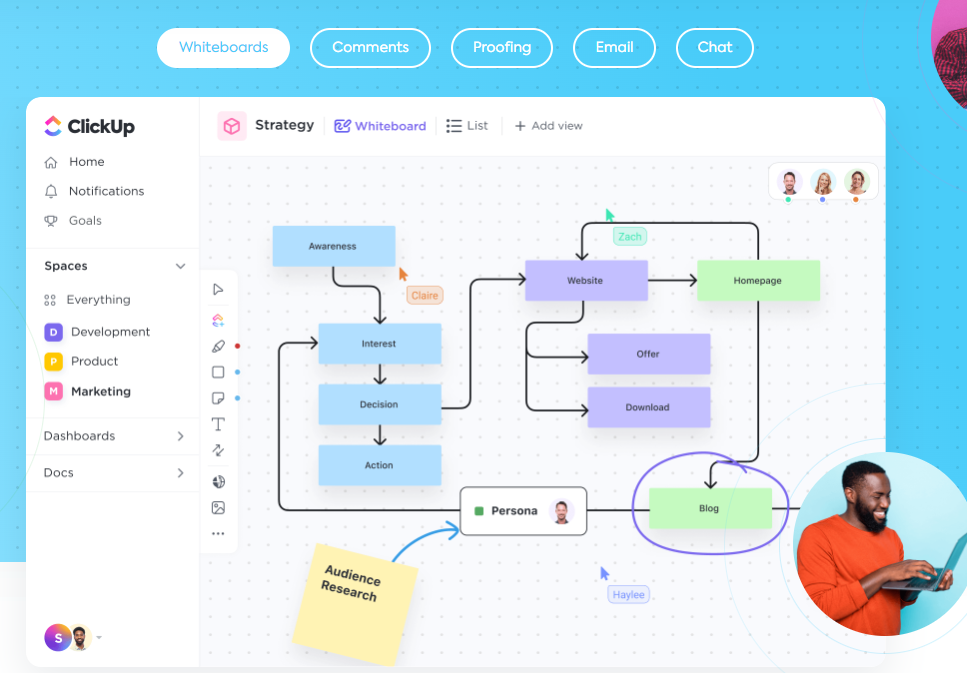 Whiteboards
Comments
Proofing
Email
Chat
ClickUp
Strategy
Whiteboard
List
+ Add view
Home
Notifications
Goals
Spaces
Everything
D Development
P Product
M Marketing
Dashboards
Docs
S
Awareness
Claire
Zach
Website
Homepage
Interest
Offer
Decision
Download
Action
Persona
Blog
Audience
Research
Haylee
T